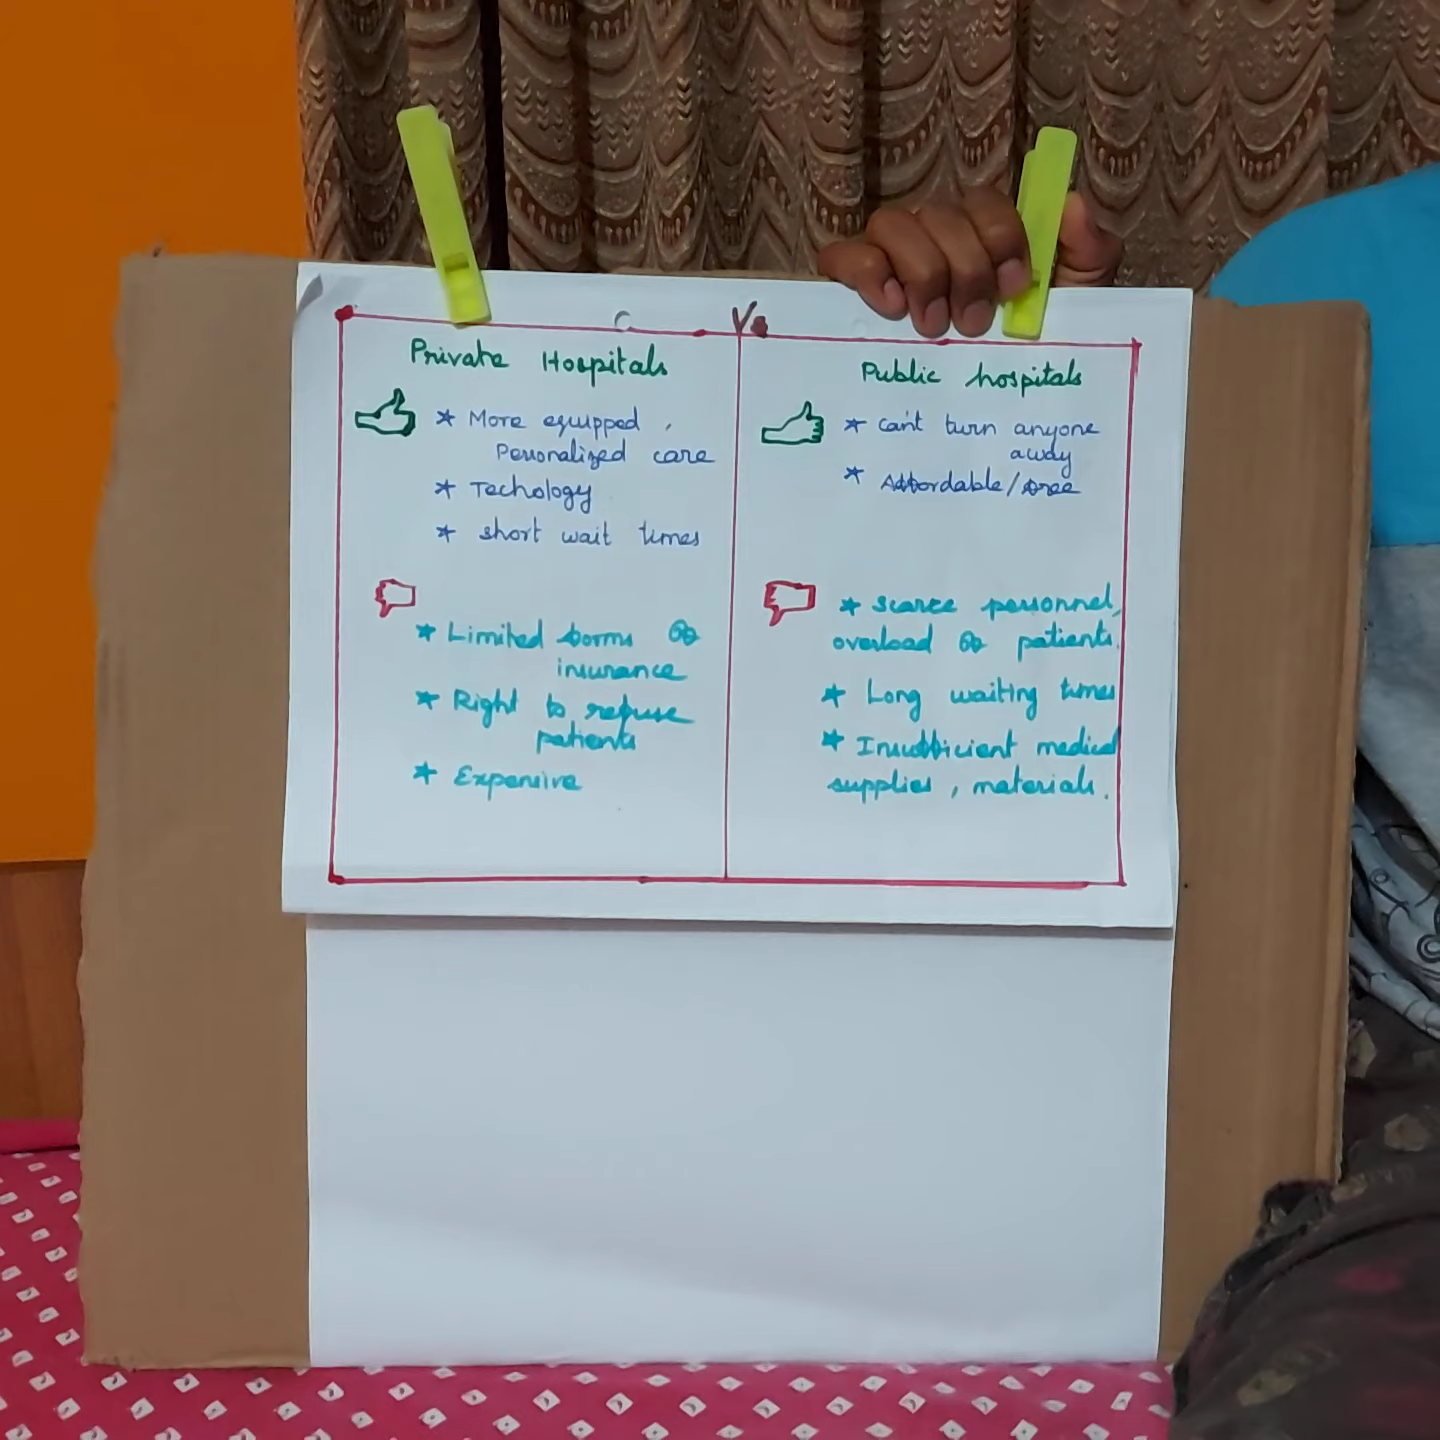 Vs
Private Hospitals
* More equipped,
Personalized care
* Techology
* short wait times
* Limited forms of
insurance
* Right to refuse
patients
* Expensive
Public hospitals
* can't turn anyone
away
* Affordable/free
* scarce personnel,
overload of patients.
* Long waiting times
* Insufficient medical
supplies, materials.